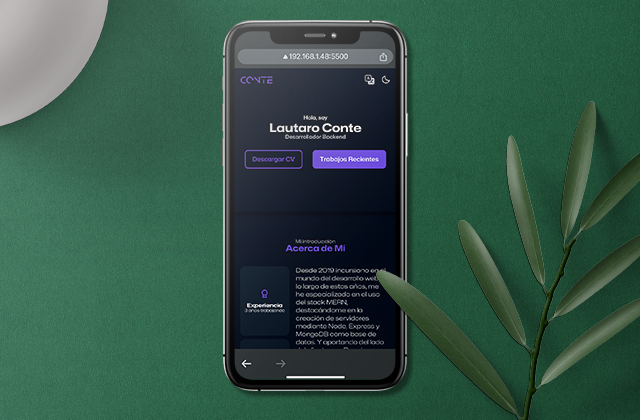 192.168.1.48:5500
CONTE
Hola, soy
Lautaro Conte
Desarrollador Backend
Descargar CV
Trabajos Recientes
Mi introducción
Acerca de Mi
Experiencia
3 años trabajando
Desde 2019 incursiono en el
mundo del desarrollo web
lo largo de estos años, me
he especializado en el uso
del stack MERN,
destacándome en la
creación de servidores
mediante Node, Express y
MongoDB como base de
datos. Y aportando del lado